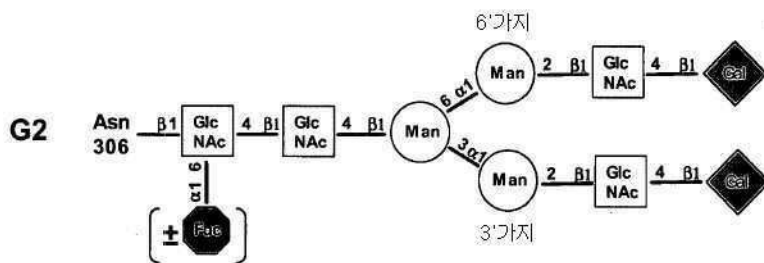 6'가지
Man 2 β1 Glc NAc 4 β1 Gal
G2 Asn 306 β1 Glc NAc 4 β1 Glc NAc 4 β1 Man 6 α1
3 α1
6 α1
Man 2 β1 Glc NAc 4 β1 Gal
( ± Fuc )
3'가지